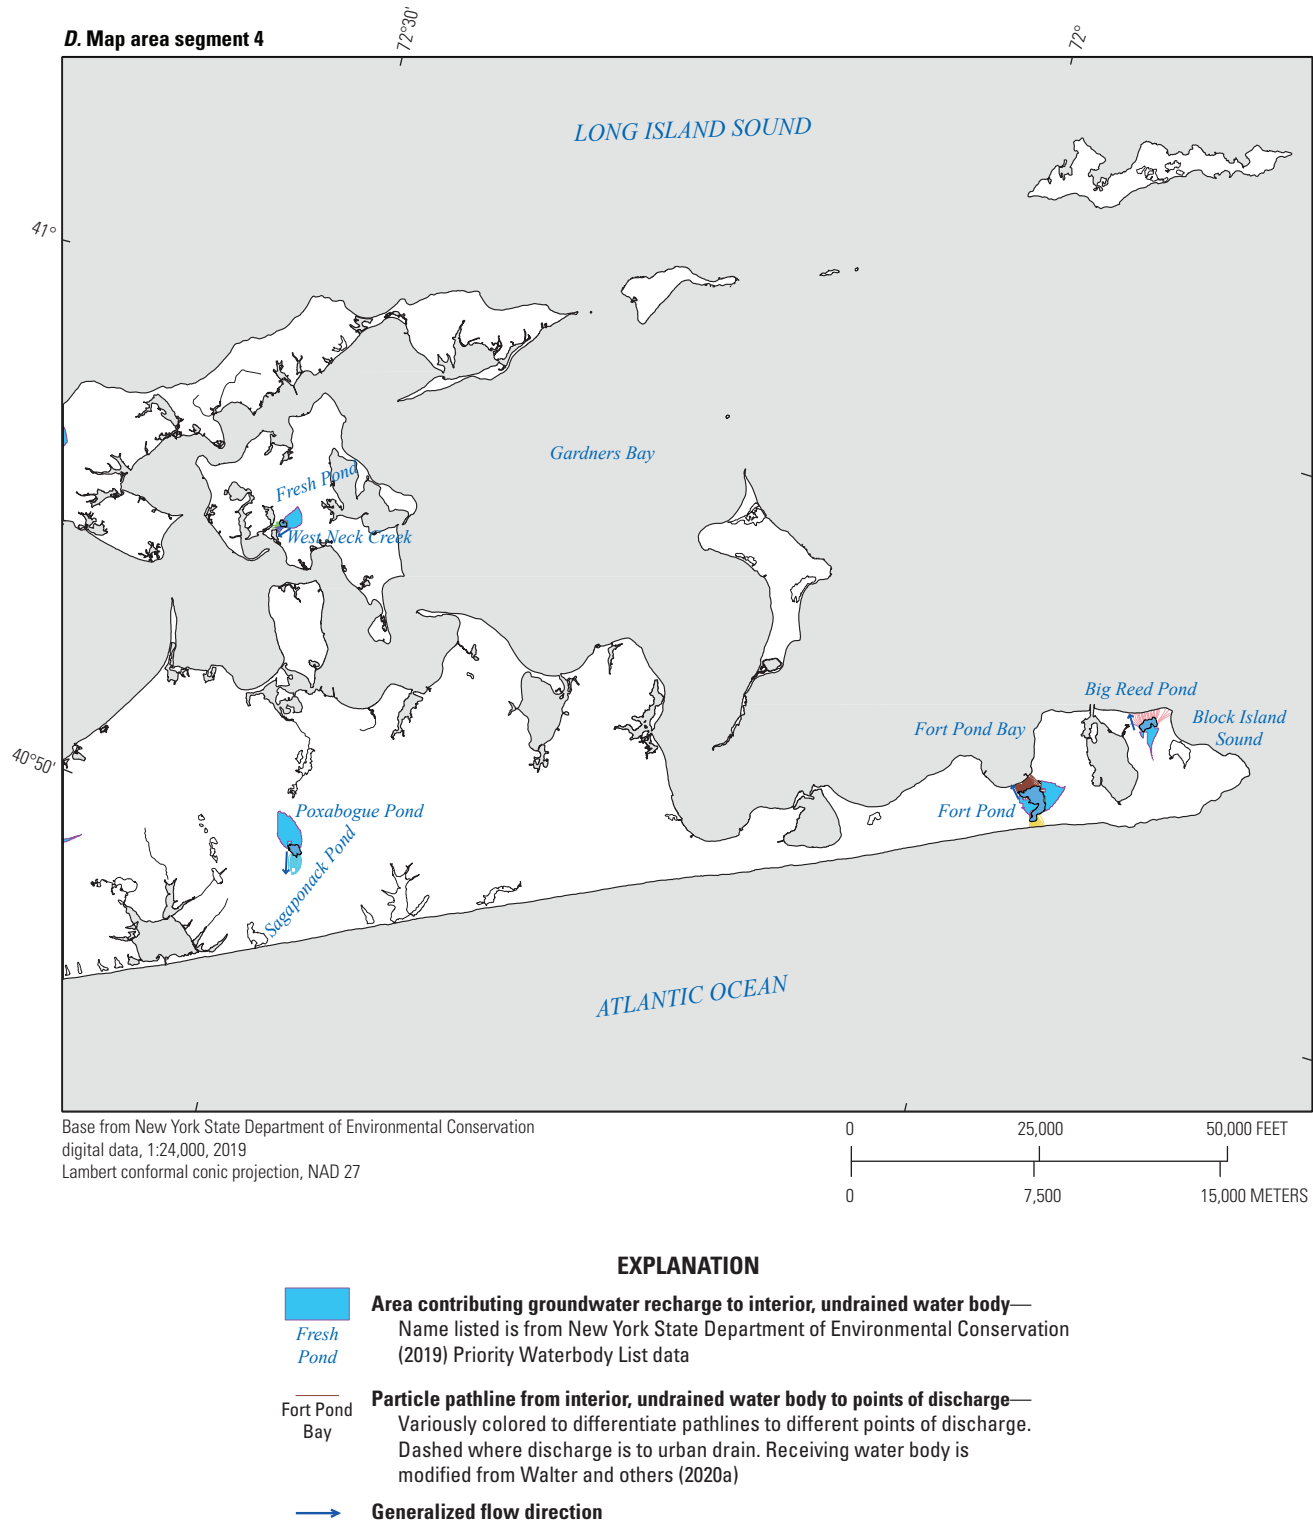 D. Map area segment 4
72°30'
72°
LONG ISLAND SOUND
41°
Gardners Bay
Fresh Pond
West Neck Creek
Big Reed Pond
Block Island
Sound
Fort Pond Bay
40°50'
Poxabogue Pond
Fort Pond
Sagaponack Pond
ATLANTIC OCEAN
Base from New York State Department of Environmental Conservation
digital data, 1:24,000, 2019
Lambert conformal conic projection, NAD 27
0 25,000 50,000 FEET
0 7,500 15,000 METERS
EXPLANATION
Area contributing groundwater recharge to interior, undrained water body—
Name listed is from New York State Department of Environmental Conservation
(2019) Priority Waterbody List data
Fresh
Pond
Particle pathline from interior, undrained water body to points of discharge—
Variously colored to differentiate pathlines to different points of discharge.
Dashed where discharge is to urban drain. Receiving water body is
modified from Walter and others (2020a)
Fort Pond
Bay
Generalized flow direction